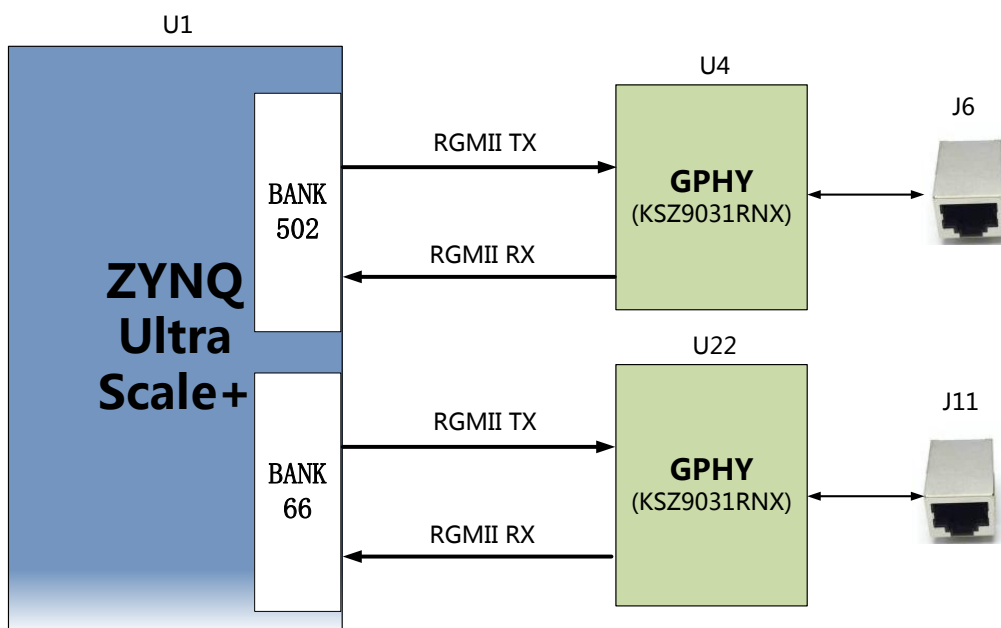 U1
U4
J6
RGMII TX
GPHY
(KSZ9031RNX)
BANK
502
RGMII RX
ZYNQ
Ultra
Scale+
U22
J11
RGMII TX
GPHY
(KSZ9031RNX)
BANK
66
RGMII RX